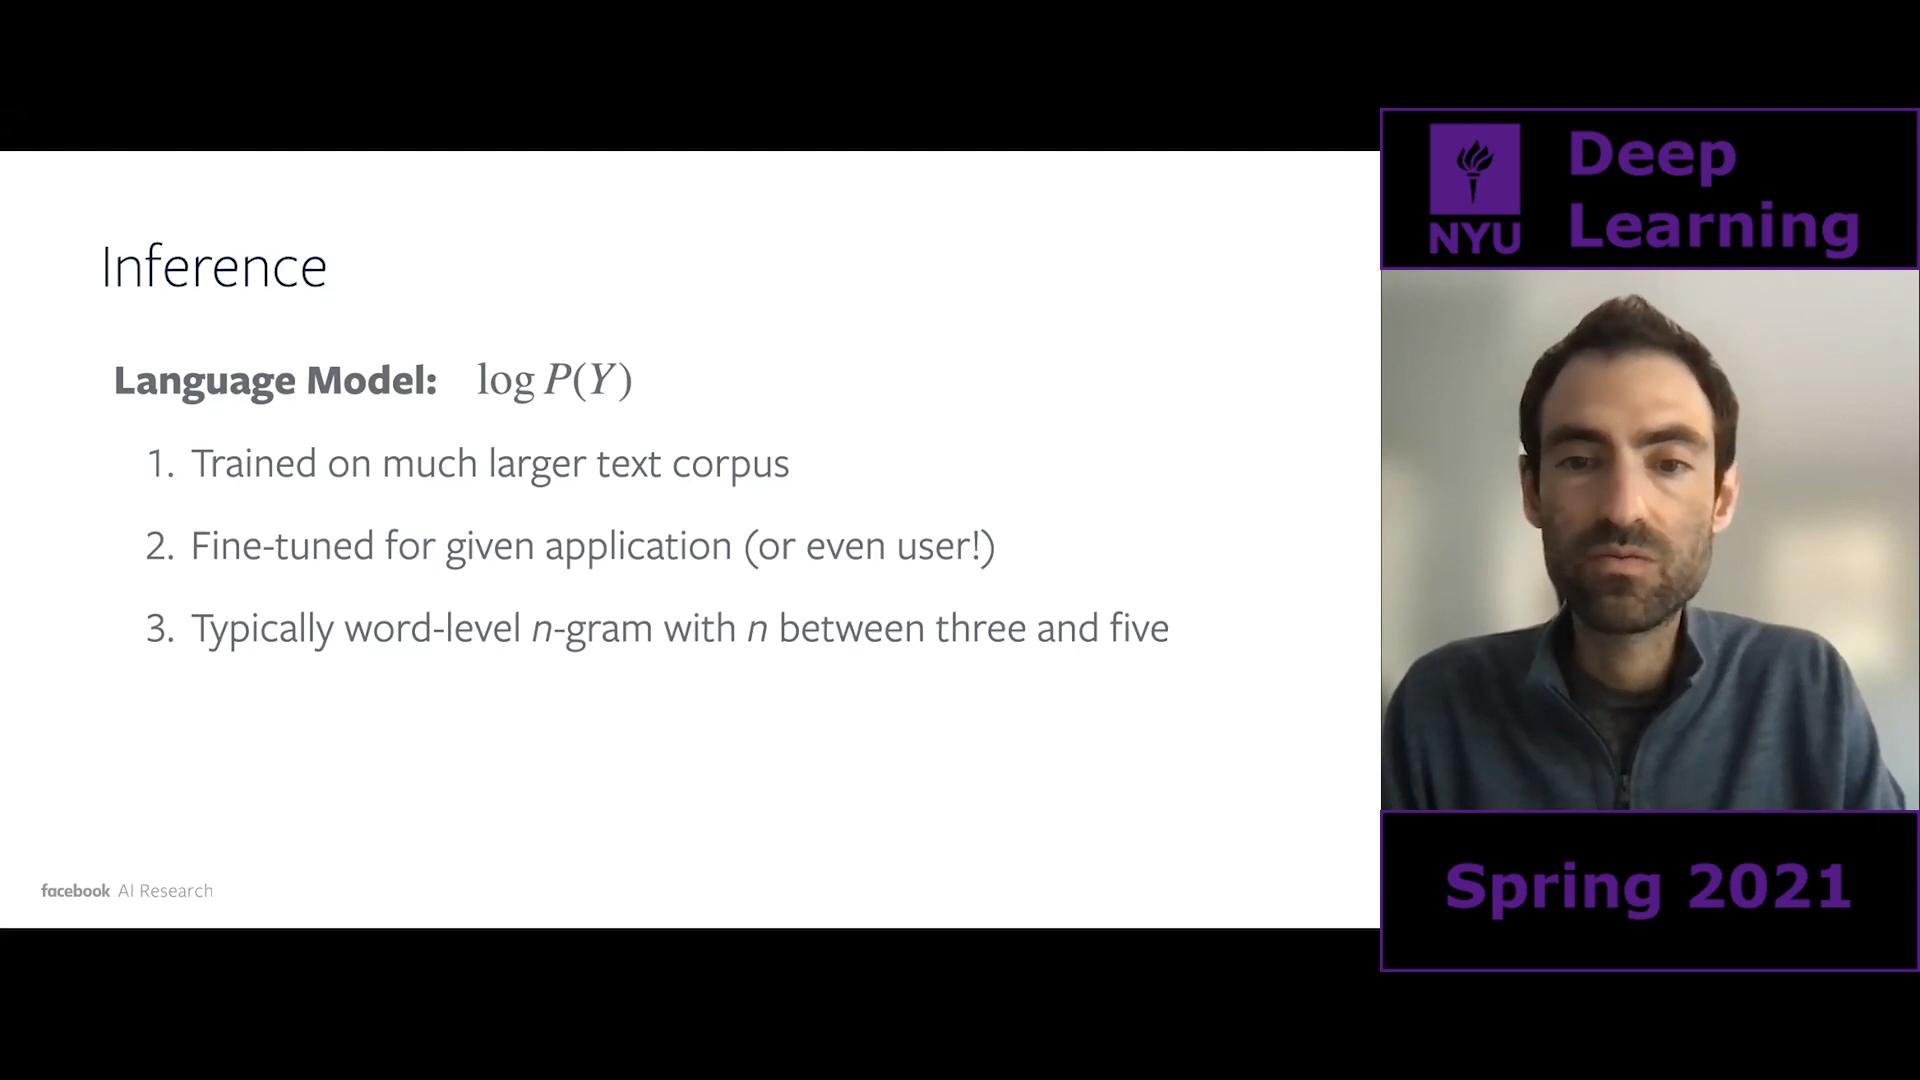 Inference
Language Model: log P(Y)
1. Trained on much larger text corpus
2. Fine-tuned for given application (or even user!)
3. Typically word-level n-gram with n between three and five
facebook AI Research
NYU
Deep
Learning
Spring 2021